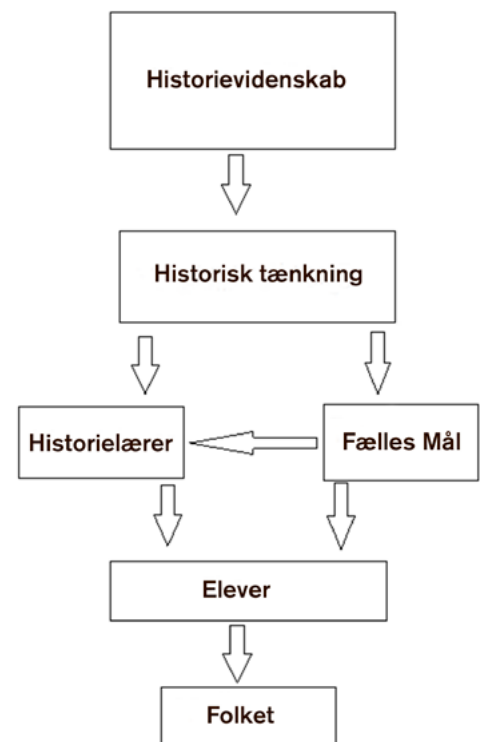 Historievidenskab
Historisk tænkning
Historielærer
Fælles Mål
Elever
Folket